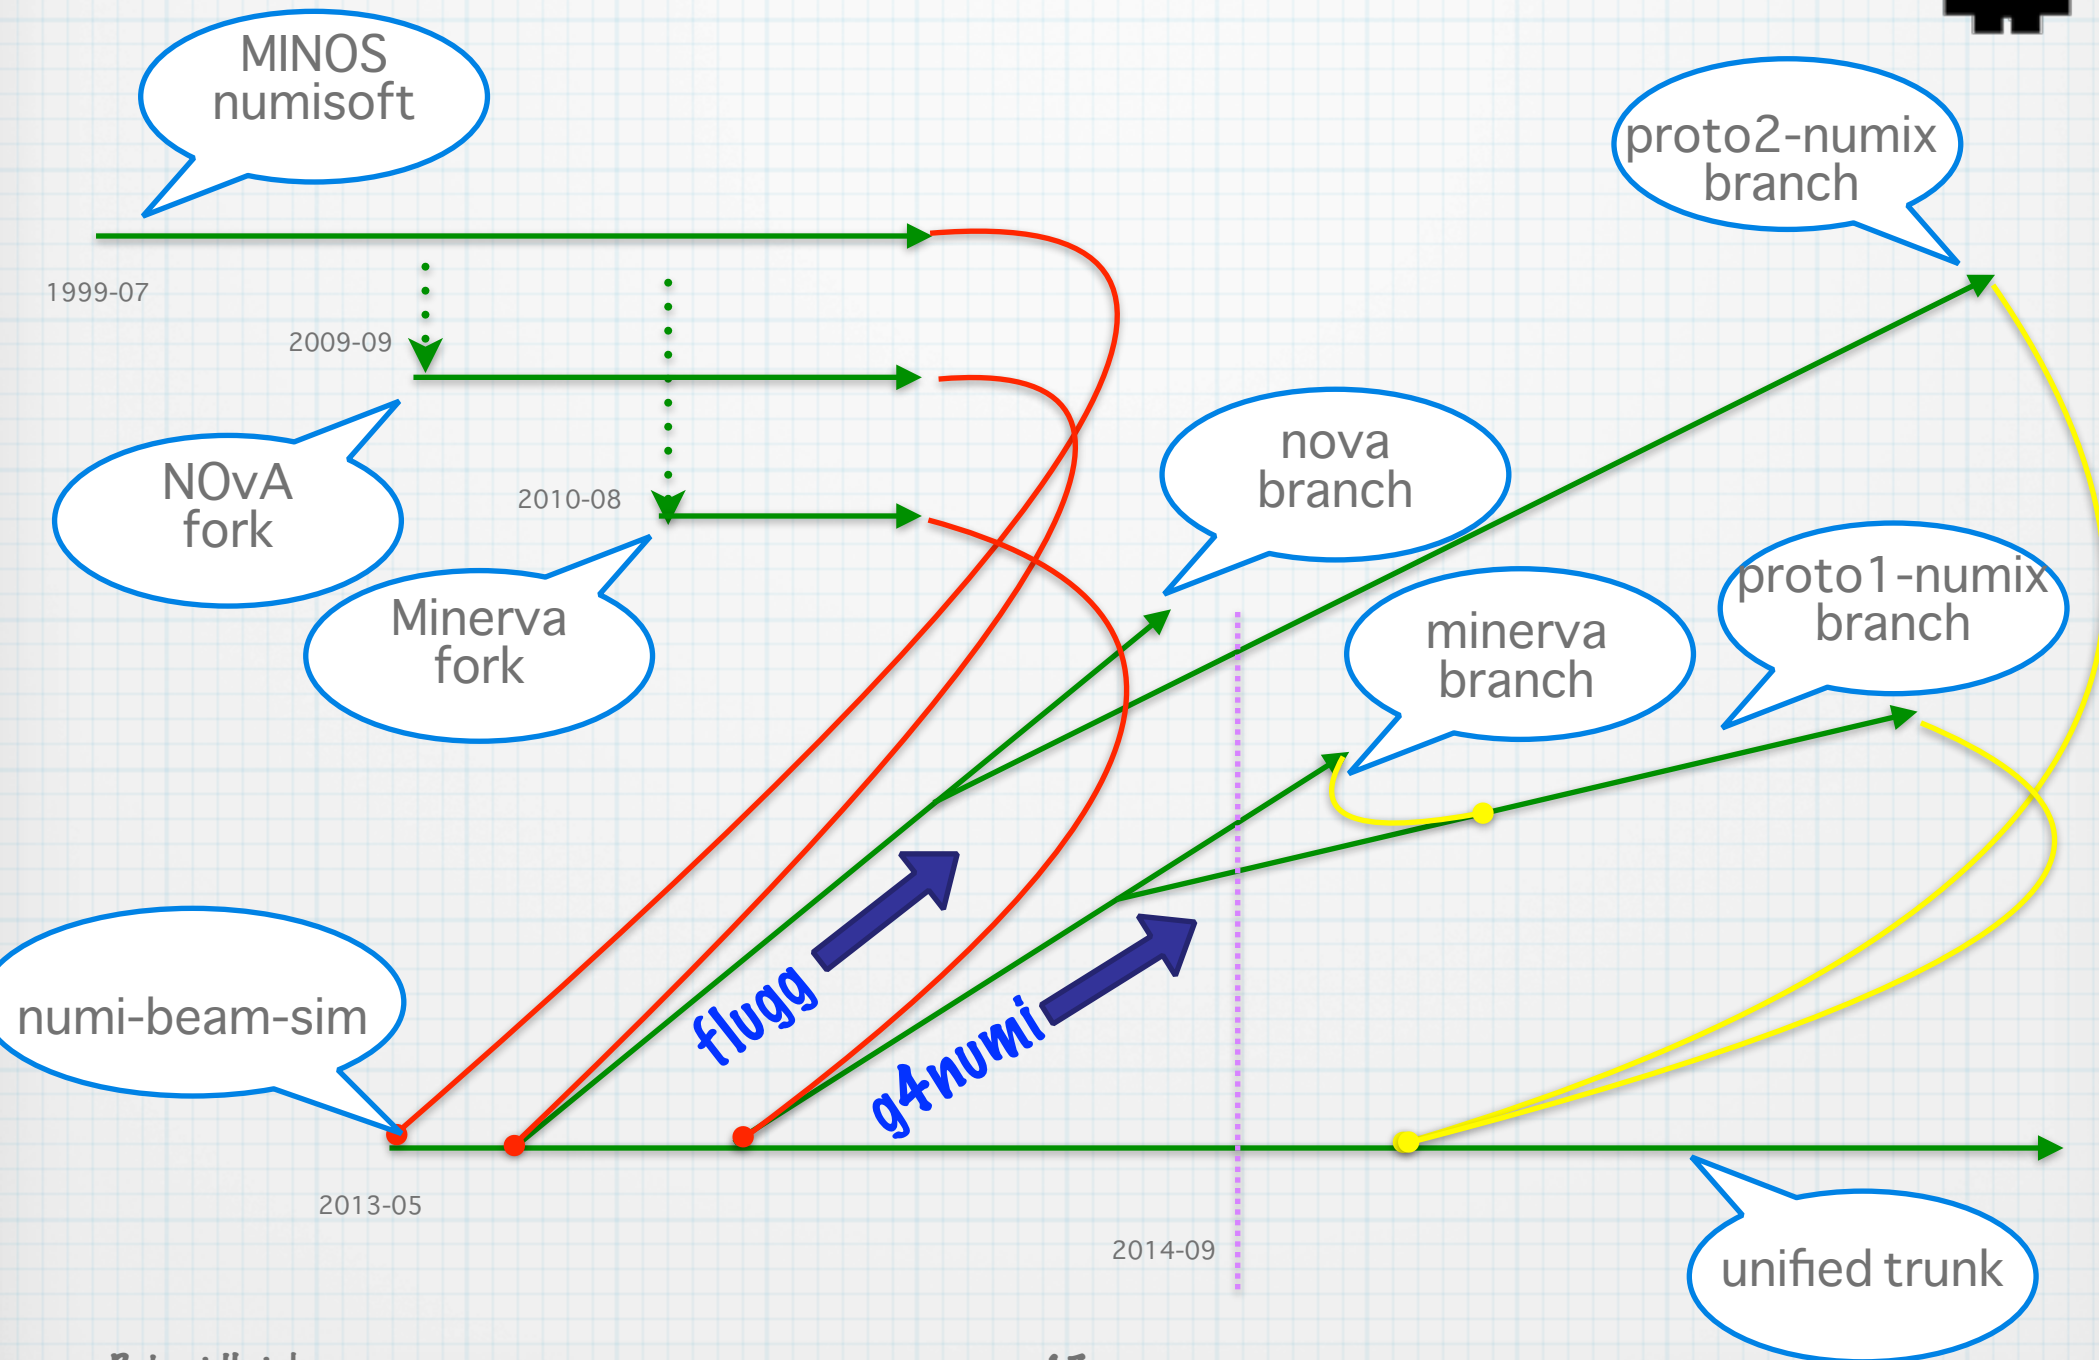 MINOS
numisoft
proto2-numix
branch
1999-07
2009-09
NOvA
fork
2010-08
Minerva
fork
nova
branch
minerva
branch
proto1-numix
branch
flugg
g4numi
numi-beam-sim
2013-05
2014-09
unified trunk